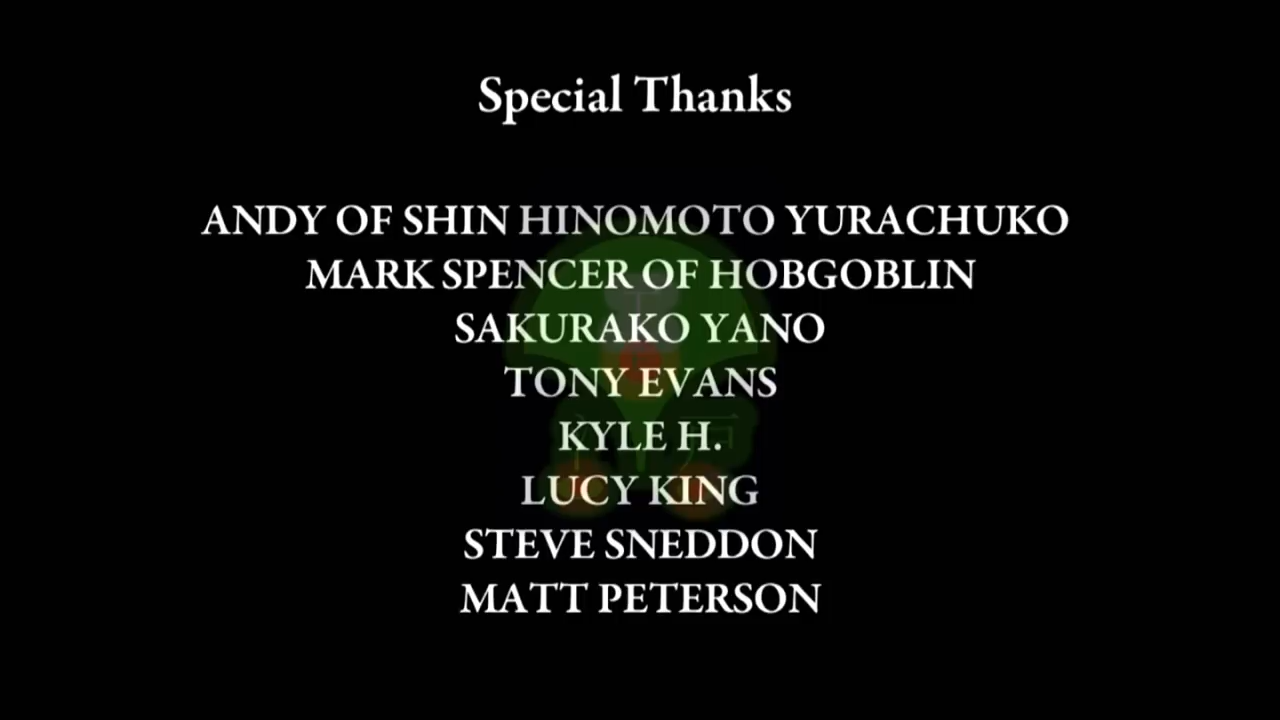 Special Thanks
ANDY OF SHIN HINOMOTO YURACHUKO
MARK SPENCER OF HOBGOBLIN
SAKURAKO YANO
TONY EVANS
KYLE H.
LUCY KING
STEVE SNEDDON
MATT PETERSON